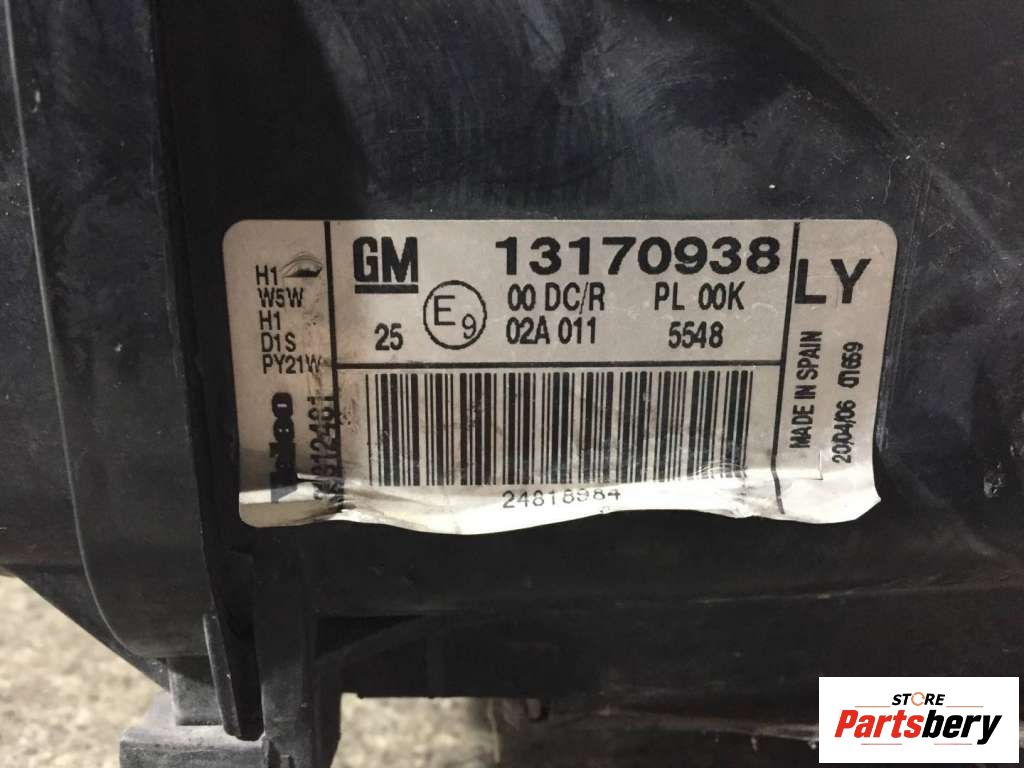 H1
W5W
H1
D1S
PY21W
Valeo
GM 13170938
00 DC/R PL 00K
25 E9 02A 011 5548
24818984
LY
MADE IN SPAIN
20/04/06
STORE
Partsbery